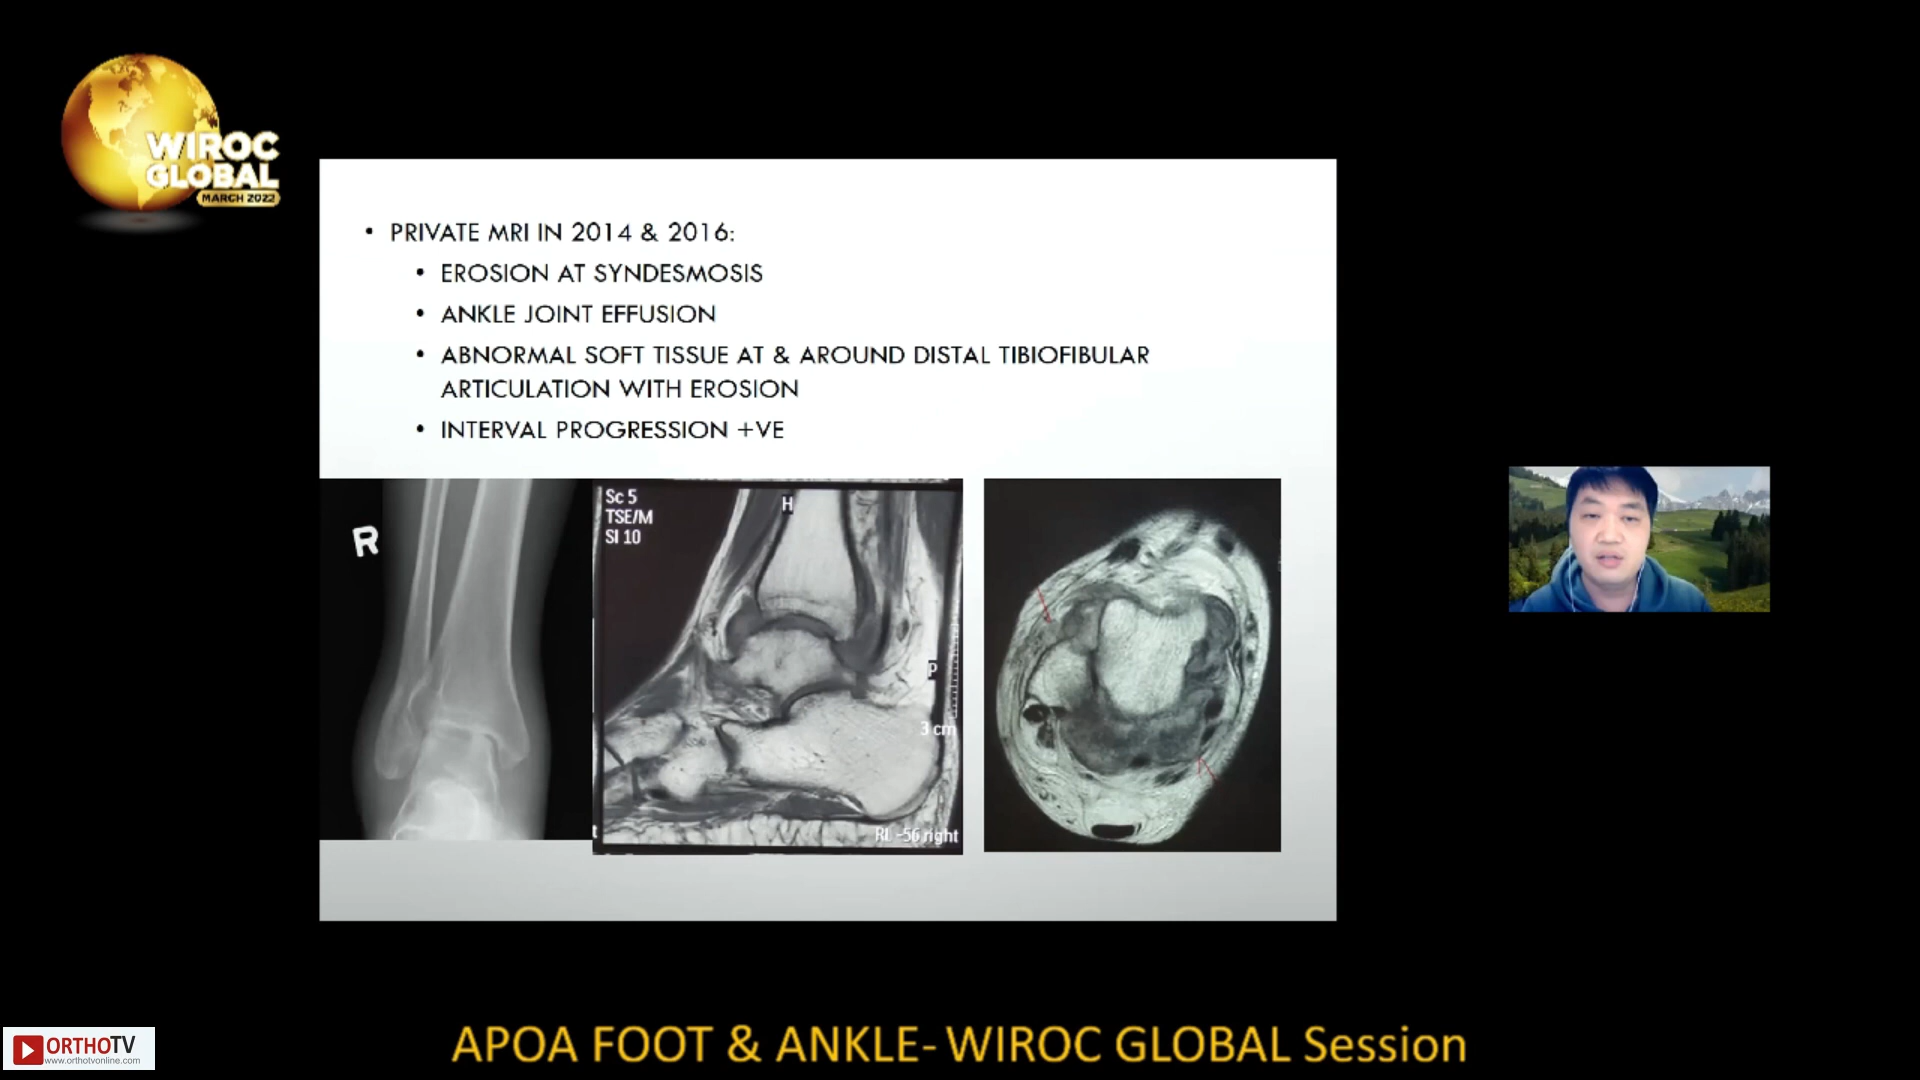 WIROC
GLOBAL
MARCH 2022
• PRIVATE MRI IN 2014 & 2016:
• EROSION AT SYNDESMOSIS
• ANKLE JOINT EFFUSION
• ABNORMAL SOFT TISSUE AT & AROUND DISTAL TIBIOFIBULAR
ARTICULATION WITH EROSION
• INTERVAL PROGRESSION +VE
R
Sc 5
TSE/M
SI 10
H
P
3 cm
RL -56 right
ORTHOTV
www.orthotvonline.com
APOA FOOT & ANKLE- WIROC GLOBAL Session